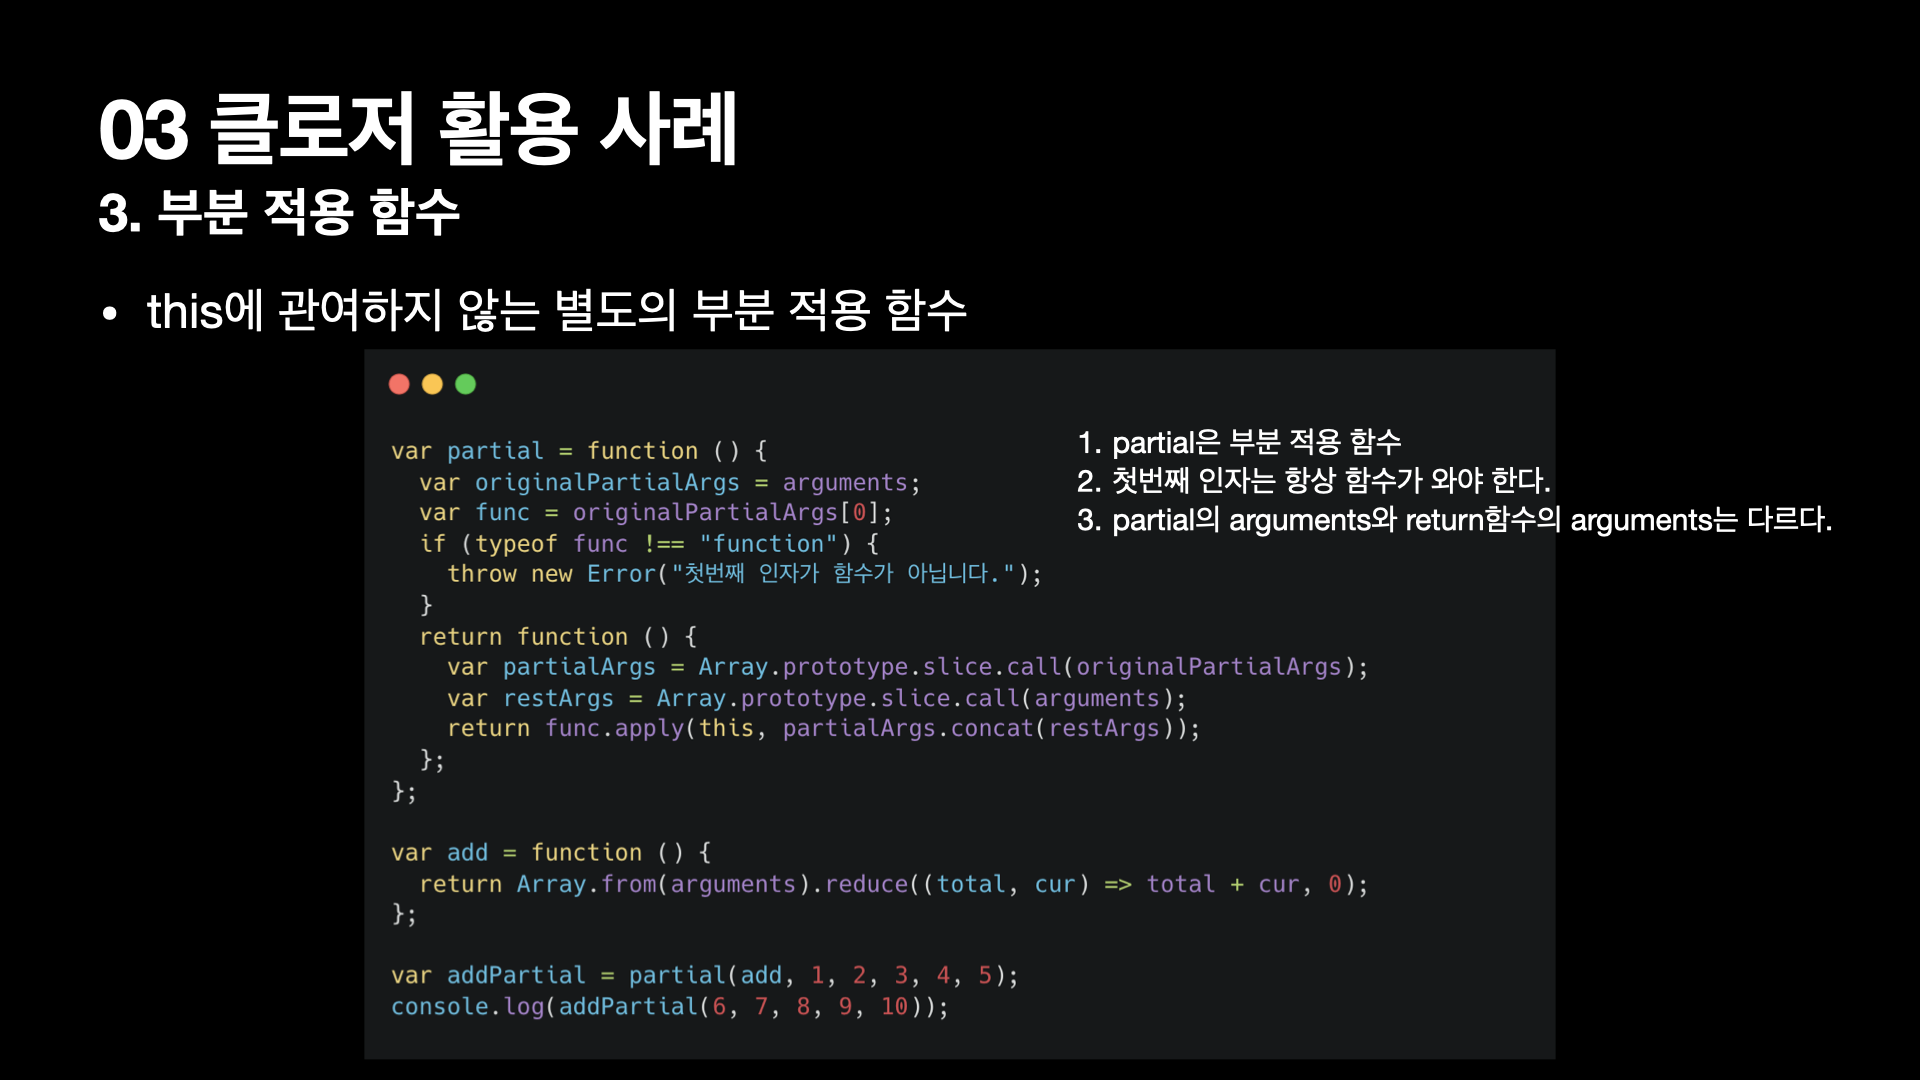 03 클로저 활용 사례
3. 부분 적용 함수
• this에 관여하지 않는 별도의 부분 적용 함수
1. partial은 부분 적용 함수
2. 첫번째 인자는 항상 함수가 와야 한다.
3. partial의 arguments와 return함수의 arguments는 다르다.
var partial = function () {
  var originalPartialArgs = arguments;
  var func = originalPartialArgs[0];
  if (typeof func !== "function") {
    throw new Error("첫번째 인자가 함수가 아닙니다.");
  }
  return function () {
    var partialArgs = Array.prototype.slice.call(originalPartialArgs);
    var restArgs = Array.prototype.slice.call(arguments);
    return func.apply(this, partialArgs.concat(restArgs));
  };
};
var add = function () {
  return Array.from(arguments).reduce((total, cur) => total + cur, 0);
};
var addPartial = partial(add, 1, 2, 3, 4, 5);
console.log(addPartial(6, 7, 8, 9, 10));